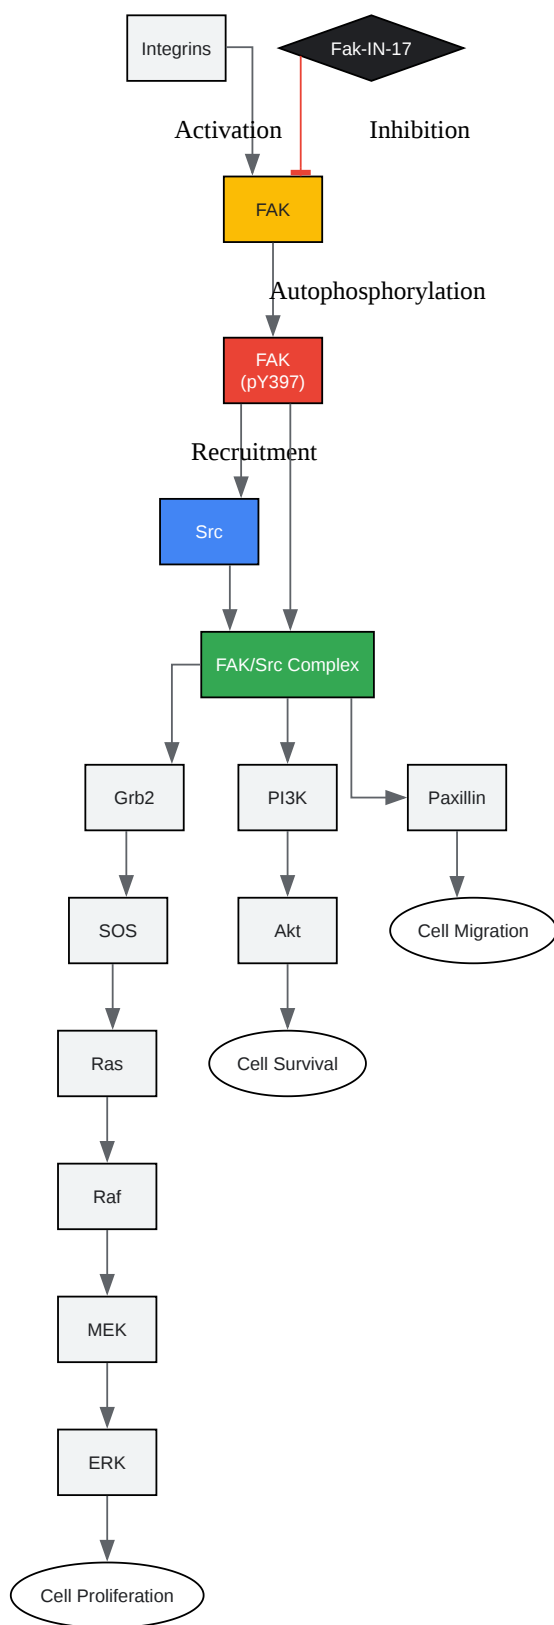 Integrins
Fak-IN-17
Activation
Inhibition
FAK
Autophosphorylation
FAK
(pY397)
Recruitment
Src
FAK/Src Complex
Grb2
PI3K
Paxillin
SOS
Akt
Cell Migration
Ras
Cell Survival
Raf
MEK
ERK
Cell Proliferation